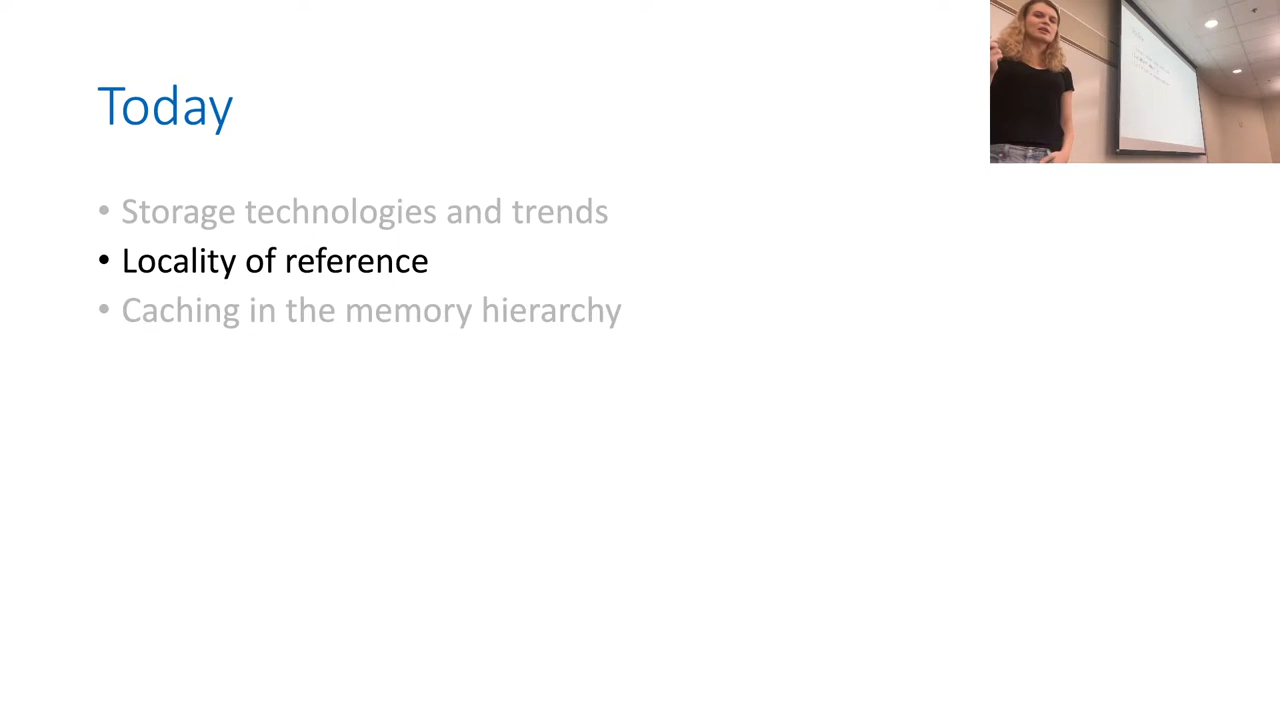 Today
• Storage technologies and trends
• Locality of reference
• Caching in the memory hierarchy